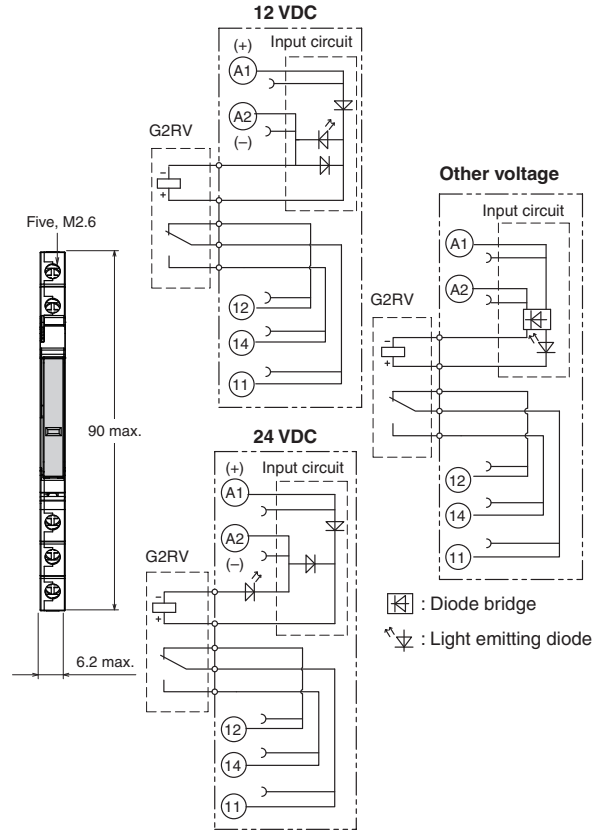 12 VDC
(+)
Input circuit
A1
A2
(−)
G2RV
−
+
12
14
11
Other voltage
Input circuit
A1
A2
G2RV
−
+
12
14
11
Five, M2.6
90 max.
6.2 max.
24 VDC
(+)
Input circuit
A1
A2
(−)
G2RV
−
+
12
14
11
: Diode bridge
: Light emitting diode